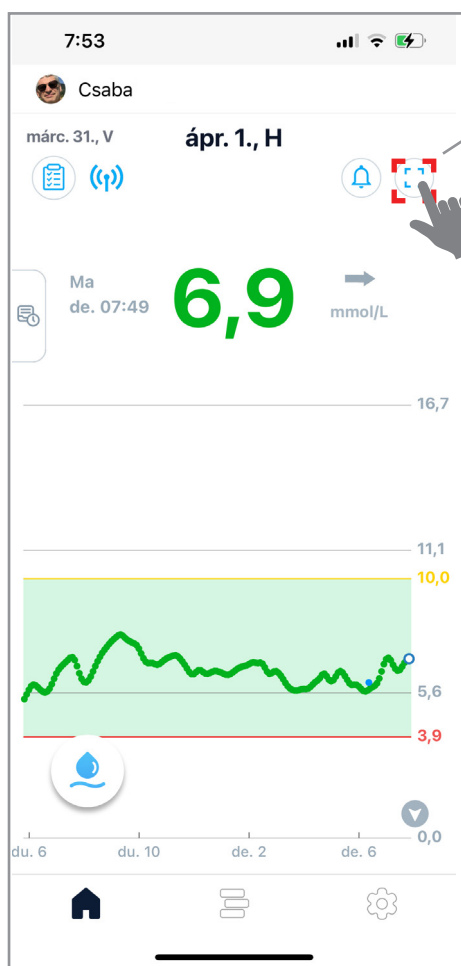 7:53
Csaba
márc. 31., V
ápr. 1., H
Ma
de. 07:49
6,9
mmol/L
16,7
11,1
10,0
5,6
3,9
0,0
du. 6 du. 10 de. 2 de. 6